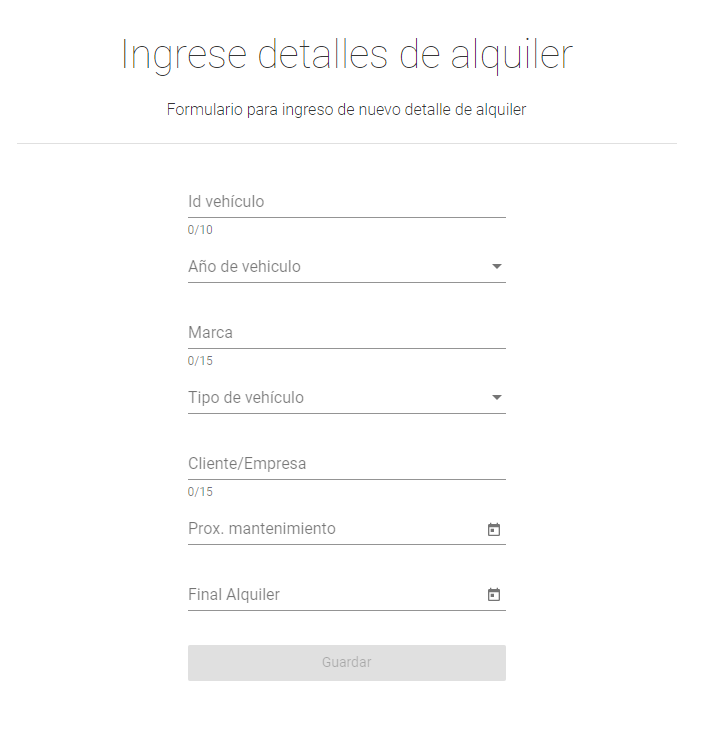 Ingrese detalles de alquiler
Formulario para ingreso de nuevo detalle de alquiler
Id vehículo
0/10
Año de vehiculo
Marca
0/15
Tipo de vehículo
Cliente/Empresa
0/15
Prox. mantenimiento
Final Alquiler
Guardar